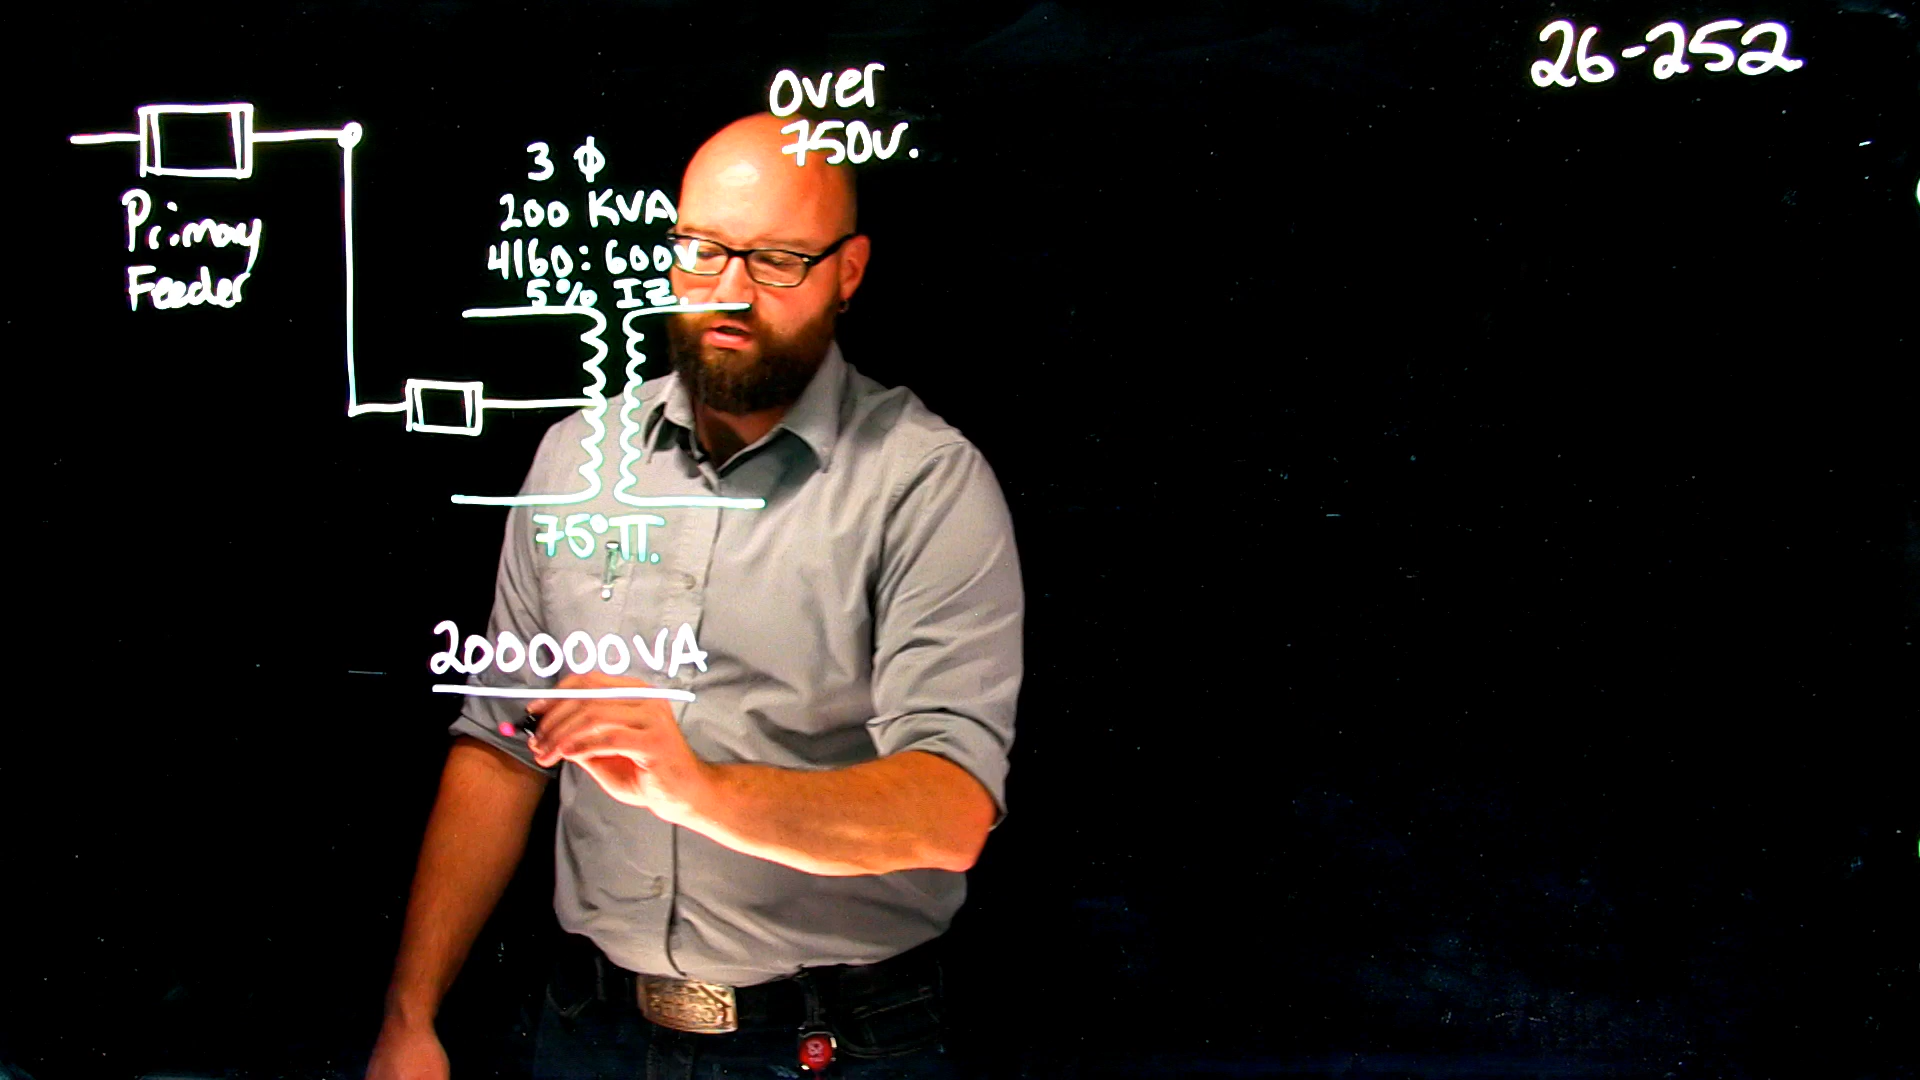 26-252
Over
750v.
3 φ
200 KVA
4160:600V
5% IZ.
Primary
Feeder
75°TT.
200000VA